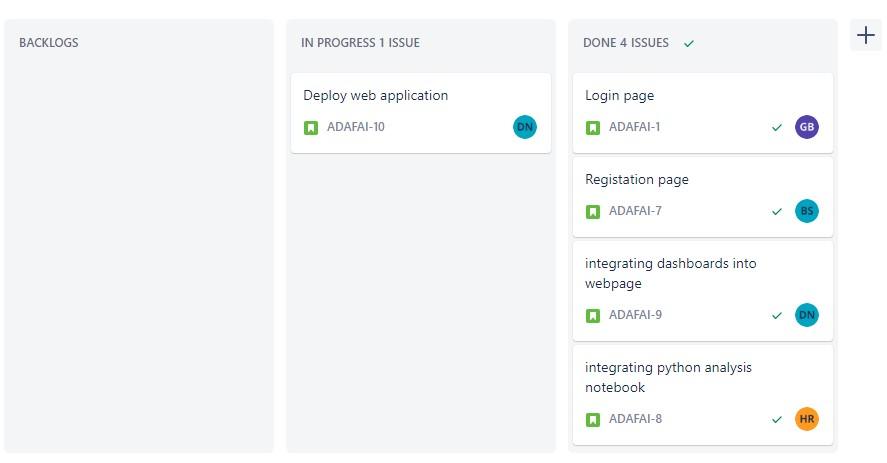 BACKLOGS
IN PROGRESS 1 ISSUE
Deploy web application
ADAFAI-10
DN
DONE 4 ISSUES
Login page
ADAFAI-1
GB
Registation page
ADAFAI-7
BS
integrating dashboards into
webpage
ADAFAI-9
DN
integrating python analysis
notebook
ADAFAI-8
HR